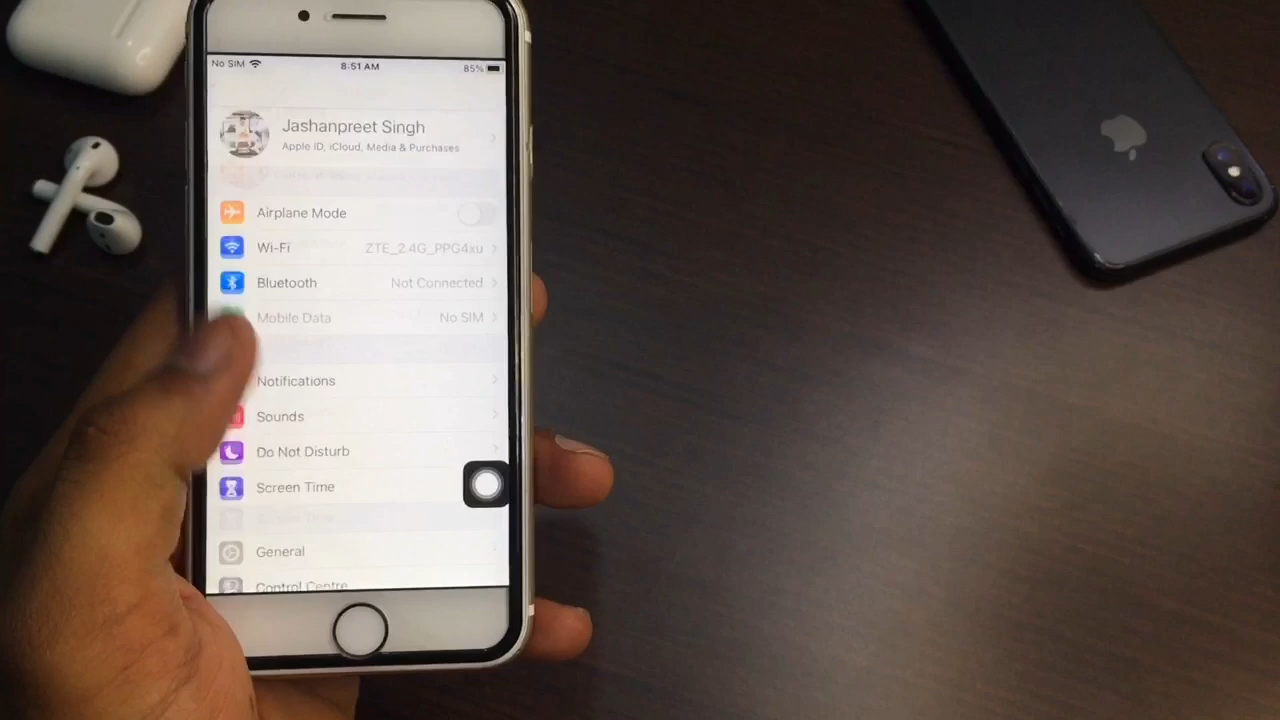 No SIM 8:51 AM 85%
Jashanpreet Singh
Apple ID, iCloud, Media & Purchases
Airplane Mode
Wi-Fi ZTE_2.4G_PPG4xu
Bluetooth Not Connected
Mobile Data No SIM
Notifications
Sounds
Do Not Disturb
Screen Time
General
Control Centre